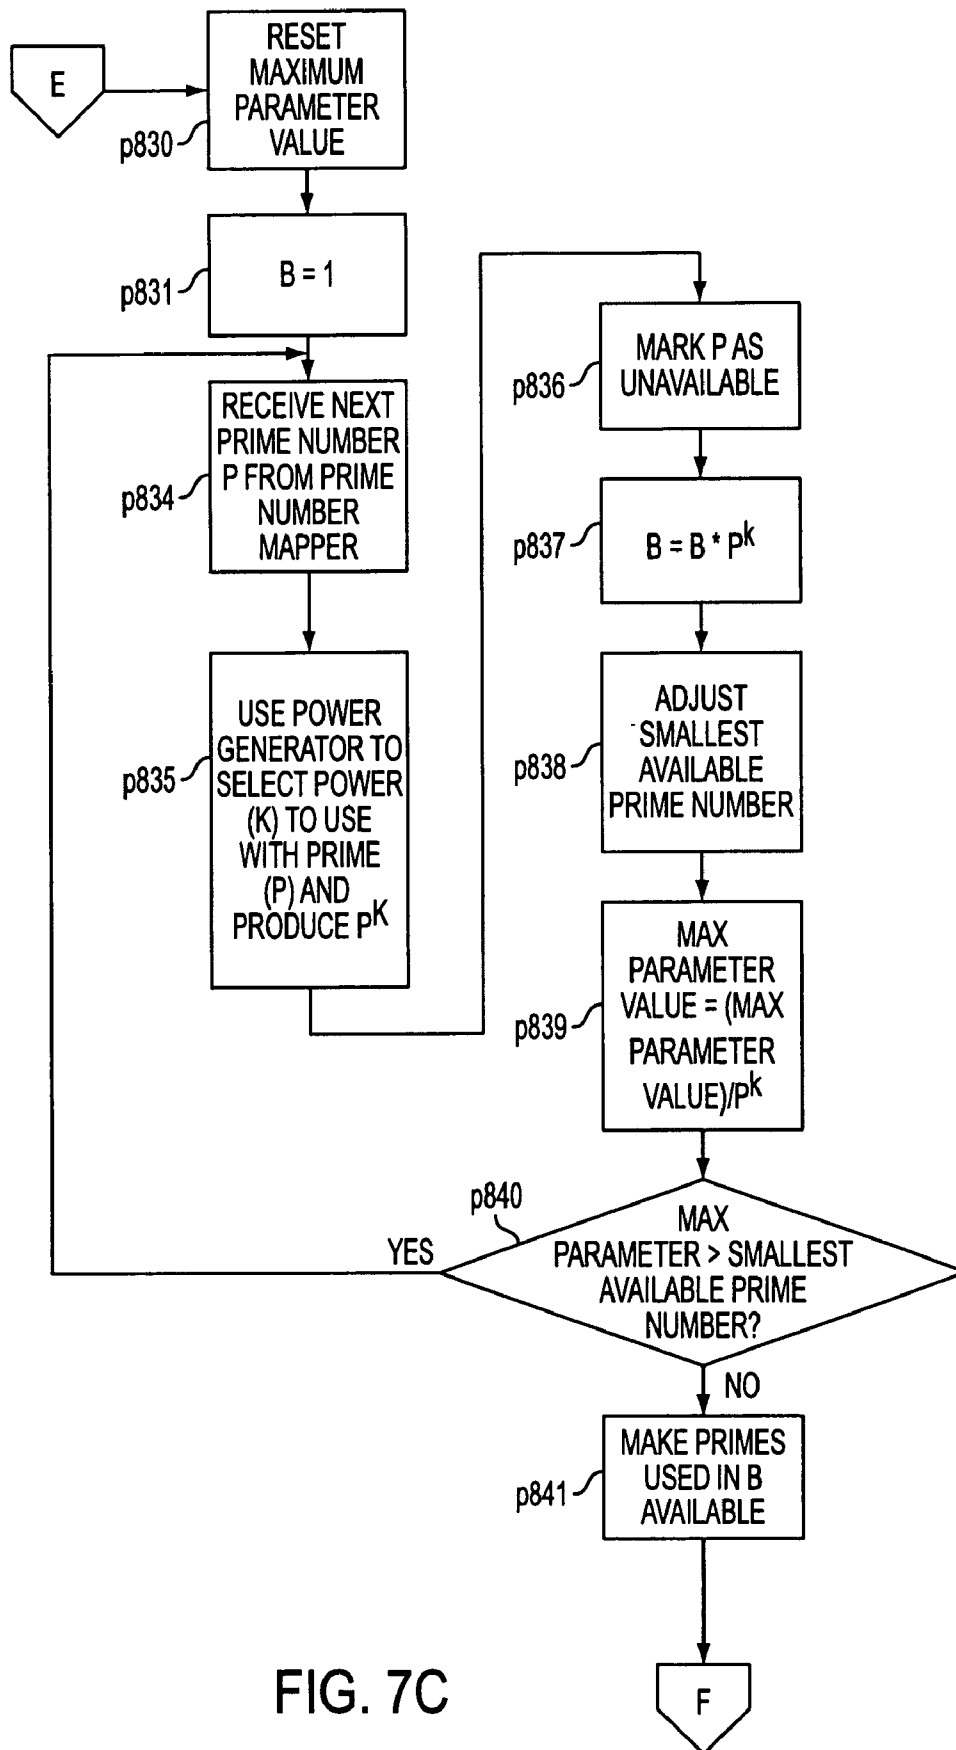 E
RESET
MAXIMUM
PARAMETER
VALUE
p830
B = 1
p831
RECEIVE NEXT
PRIME NUMBER
P FROM PRIME
NUMBER
MAPPER
p834
USE POWER
GENERATOR TO
SELECT POWER
(K) TO USE
WITH PRIME
(P) AND
PRODUCE P^K
p835
MARK P AS
UNAVAILABLE
p836
B = B * P^k
p837
ADJUST
SMALLEST
AVAILABLE
PRIME NUMBER
p838
MAX
PARAMETER
VALUE = (MAX
PARAMETER
VALUE)/P^k
p839
p840
MAX
PARAMETER > SMALLEST
AVAILABLE PRIME
NUMBER?
YES
NO
MAKE PRIMES
USED IN B
AVAILABLE
p841
F
FIG. 7C